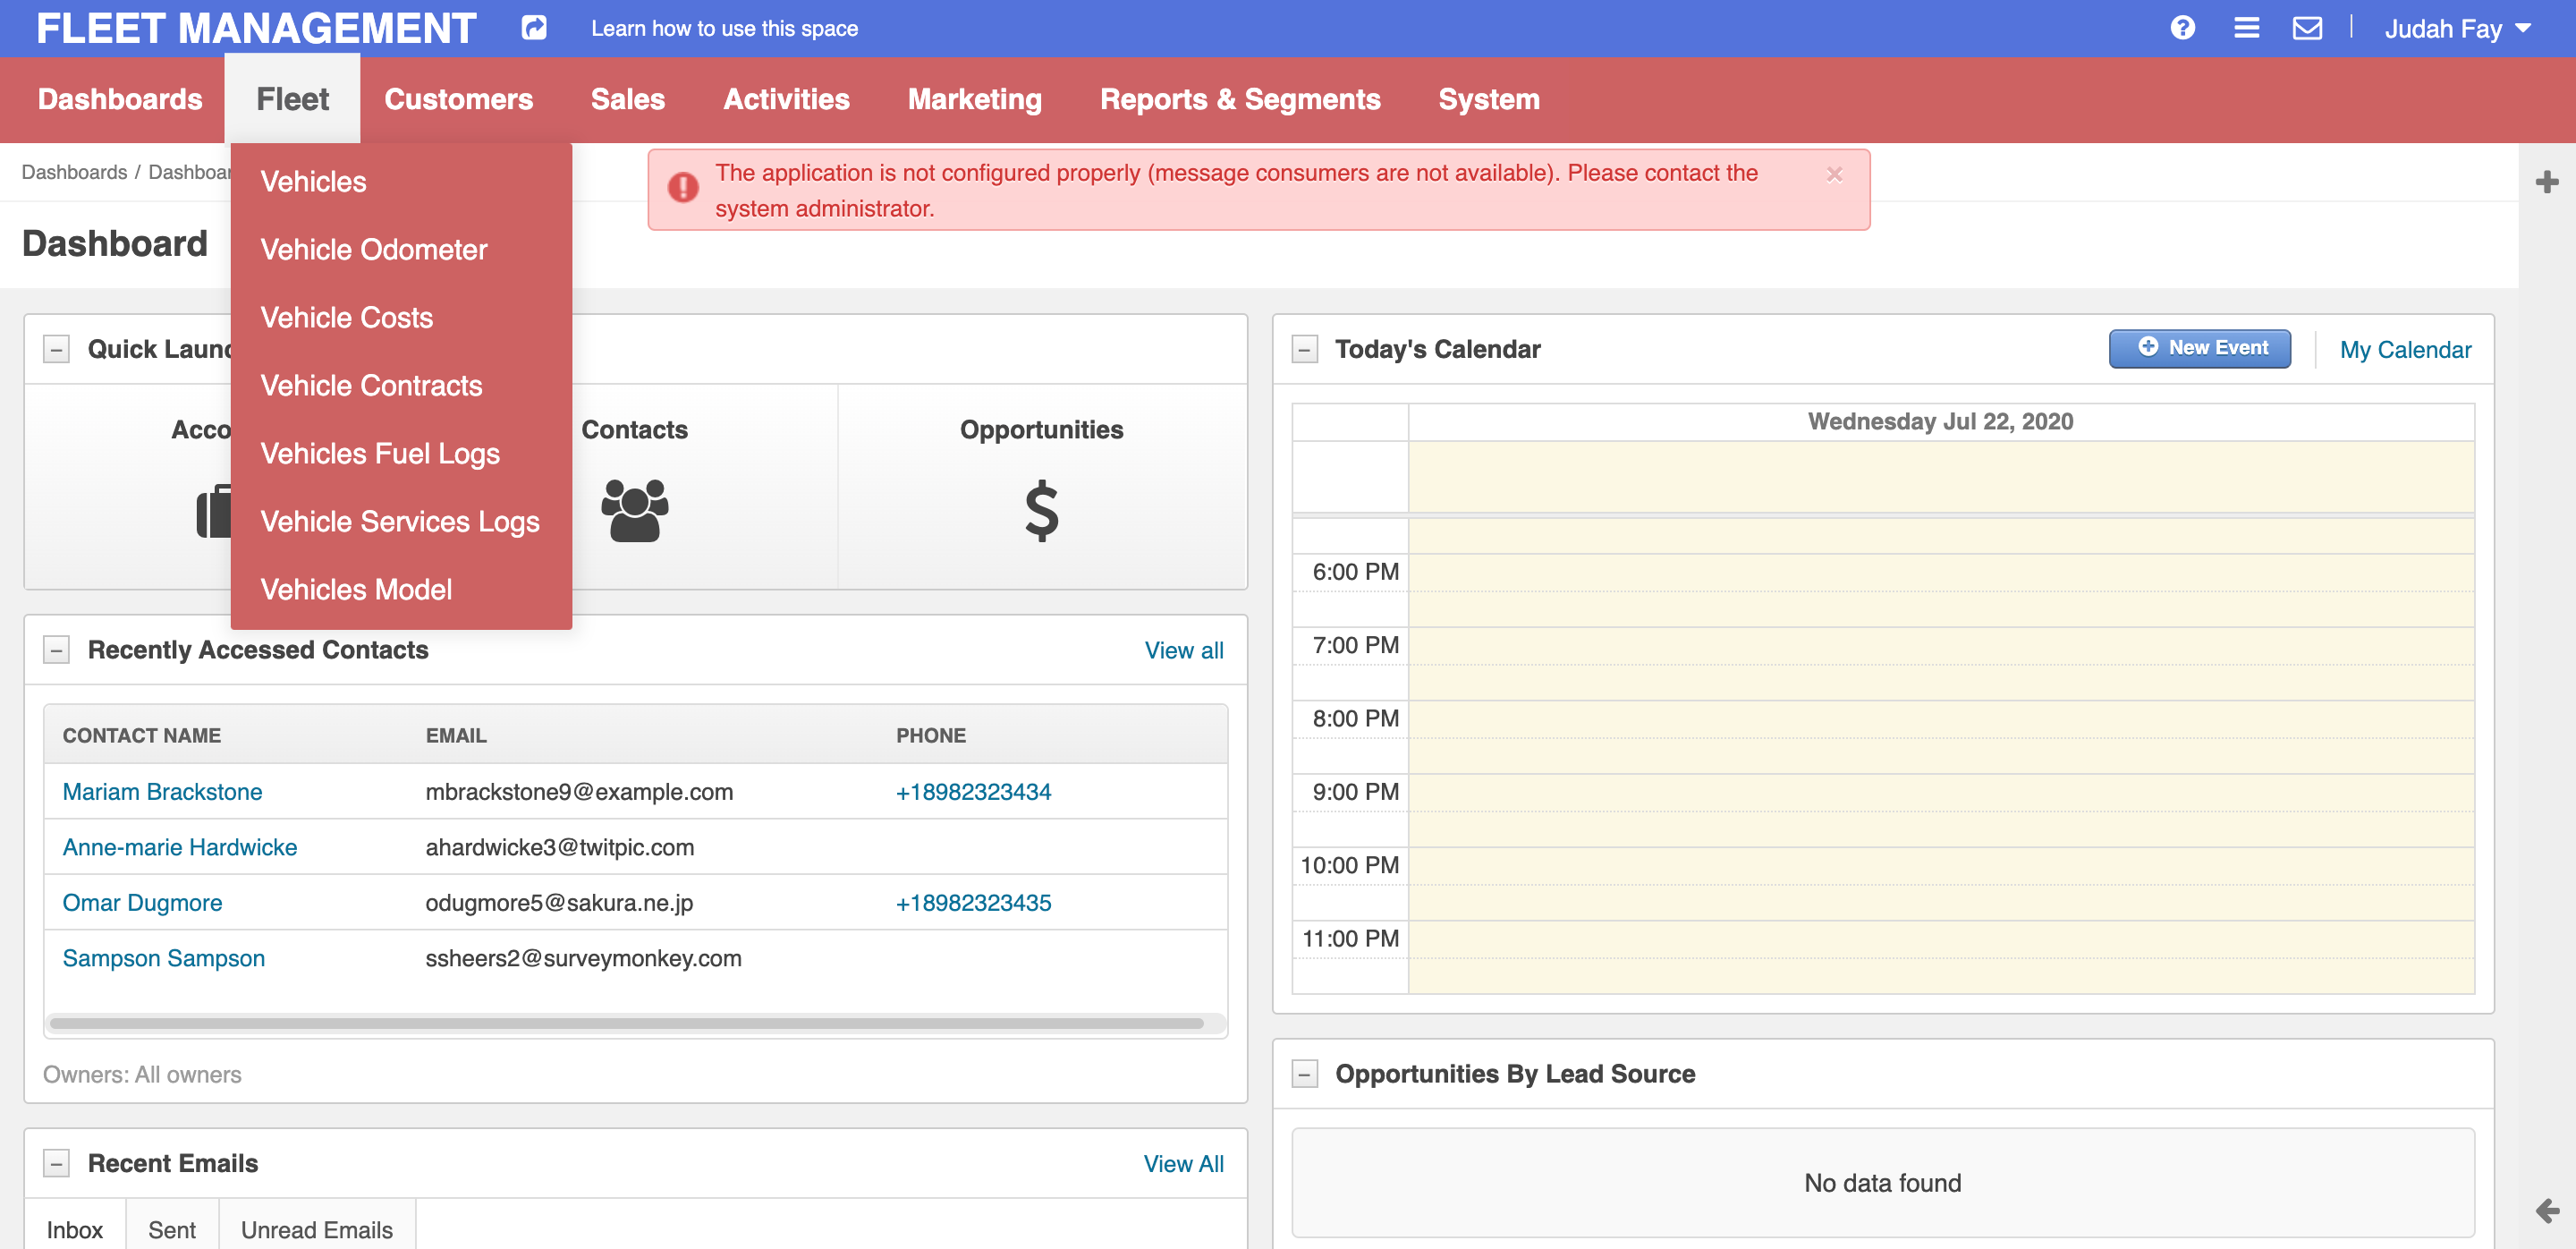 FLEET MANAGEMENT
Learn how to use this space
Judah Fay
Dashboards
Fleet
Customers
Sales
Activities
Marketing
Reports & Segments
System
Dashboards /
Vehicles
Vehicle Odometer
Vehicle Costs
Vehicle Contracts
Vehicles Fuel Logs
Vehicle Services Logs
Vehicles Model
The application is not configured properly (message consumers are not available). Please contact the
system administrator.
Dashboard
Quick
Contacts
Opportunities
Recently Accessed Contacts
View all
CONTACT NAME EMAIL PHONE
Mariam Brackstone mbrackstone9@example.com +18982323434
Anne-marie Hardwicke ahardwicke3@twitpic.com
Omar Dugmore odugmore5@sakura.ne.jp +18982323435
Sampson Sampson ssheers2@surveymonkey.com
Owners: All owners
Recent Emails
View All
Inbox
Sent
Unread Emails
Today's Calendar
New Event
My Calendar
Wednesday Jul 22, 2020
6:00 PM
7:00 PM
8:00 PM
9:00 PM
10:00 PM
11:00 PM
Opportunities By Lead Source
No data found